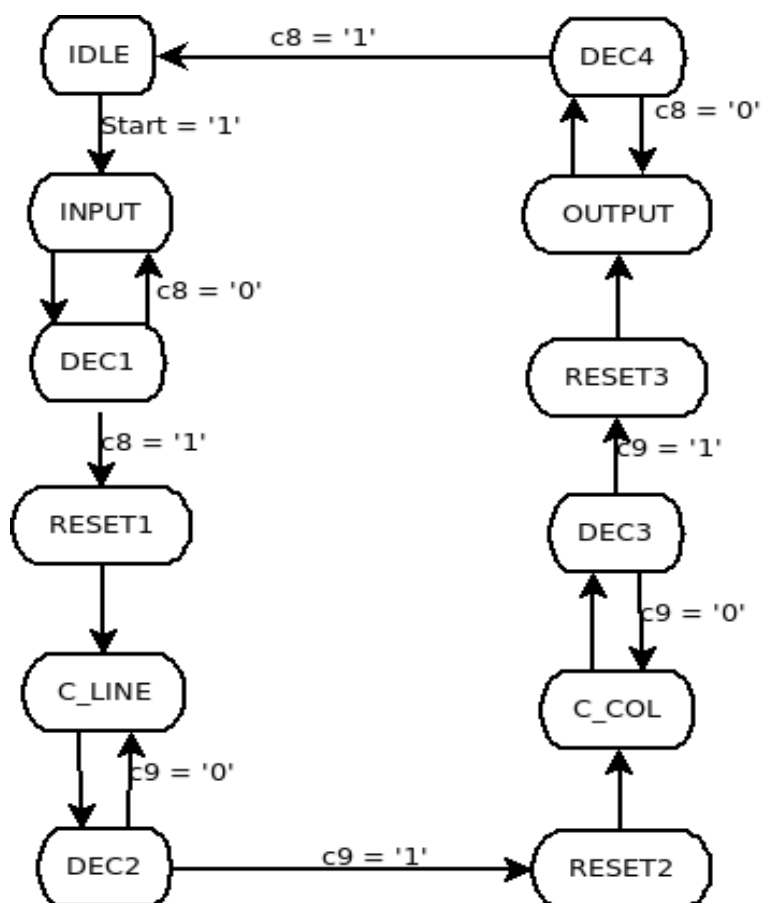 IDLE
c8 = '1'
DEC4
Start = '1'
c8 = '0'
INPUT
OUTPUT
c8 = '0'
DEC1
RESET3
c8 = '1'
c9 = '1'
RESET1
DEC3
c9 = '0'
C_LINE
C_COL
c9 = '0'
DEC2
c9 = '1'
RESET2